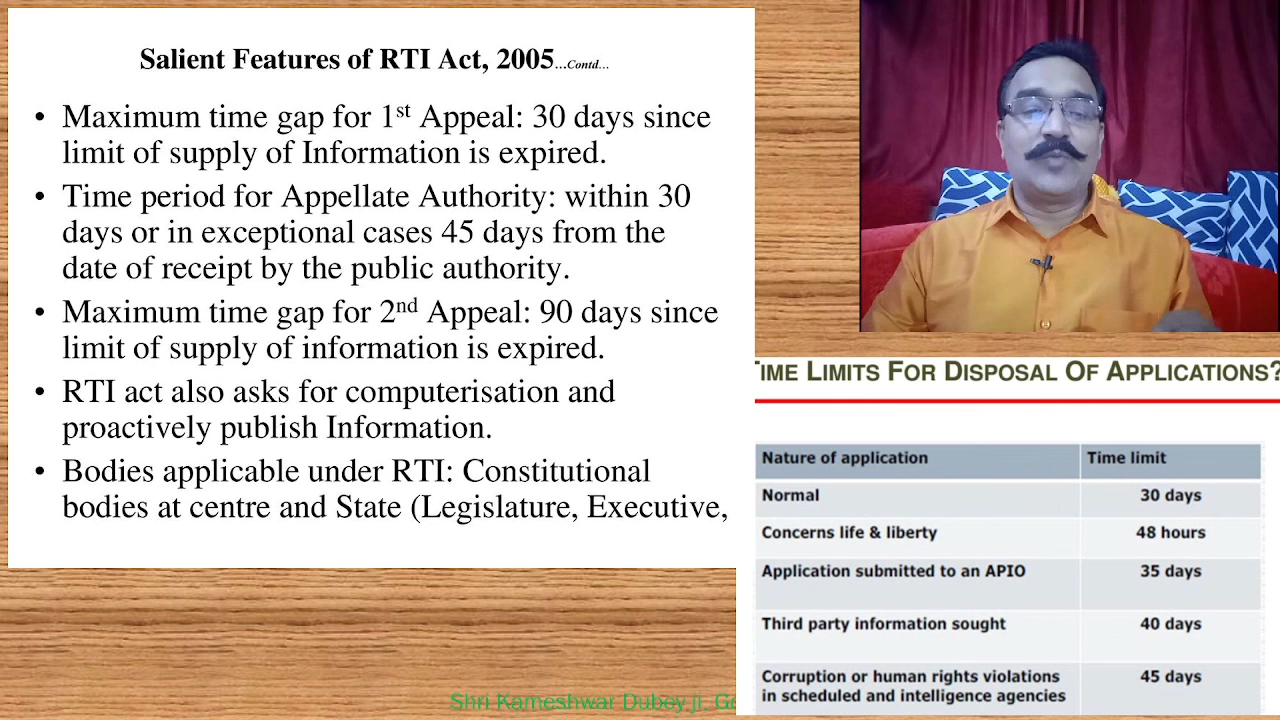 Salient Features of RTI Act, 2005...Contd...
• Maximum time gap for 1st Appeal: 30 days since
limit of supply of Information is expired.
• Time period for Appellate Authority: within 30
days or in exceptional cases 45 days from the
date of receipt by the public authority.
• Maximum time gap for 2nd Appeal: 90 days since
limit of supply of information is expired.
• RTI act also asks for computerisation and
proactively publish Information.
• Bodies applicable under RTI: Constitutional
bodies at centre and State (Legislature, Executive,
TIME LIMITS FOR DISPOSAL OF APPLICATIONS?
Nature of application Time limit
Normal 30 days
Concerns life & liberty 48 hours
Application submitted to an APIO 35 days
Third party information sought 40 days
Corruption or human rights violations 45 days
in scheduled and intelligence agencies
Shri Kameshwar Dubey ji,